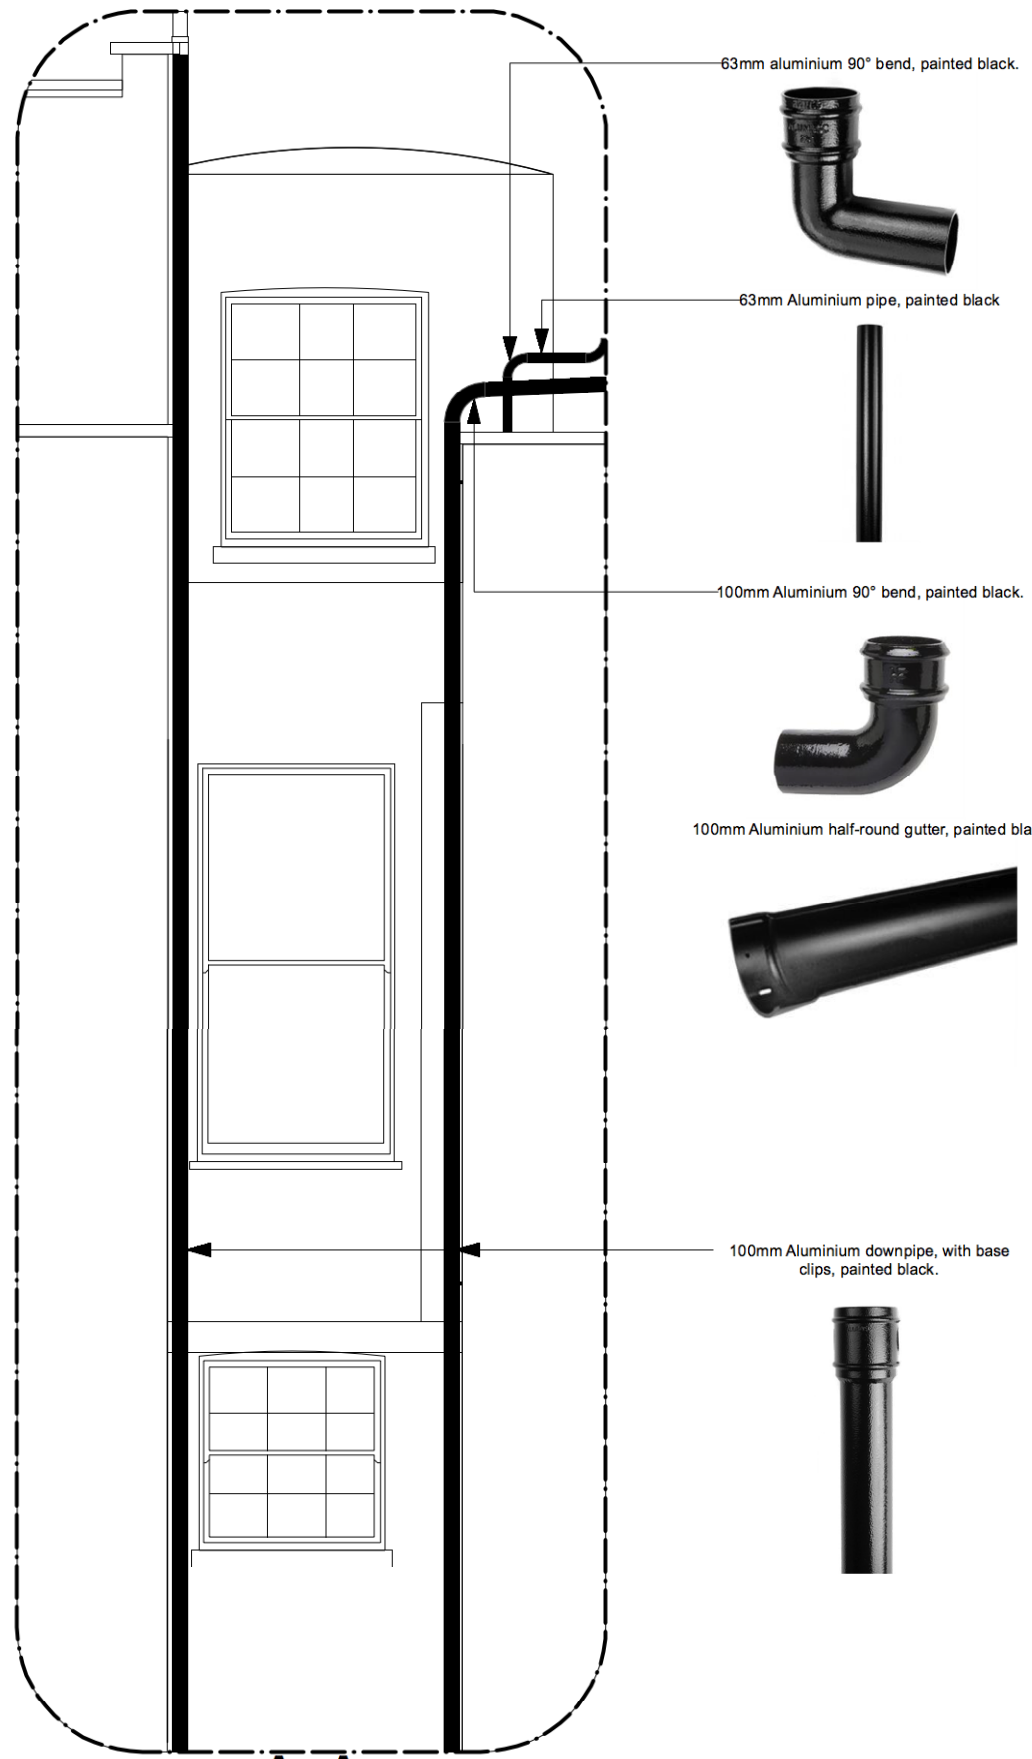 63mm aluminium 90° bend, painted black.
63mm Aluminium pipe, painted black
100mm Aluminium 90° bend, painted black.
100mm Aluminium half-round gutter, painted bla
100mm Aluminium downpipe, with base
clips, painted black.